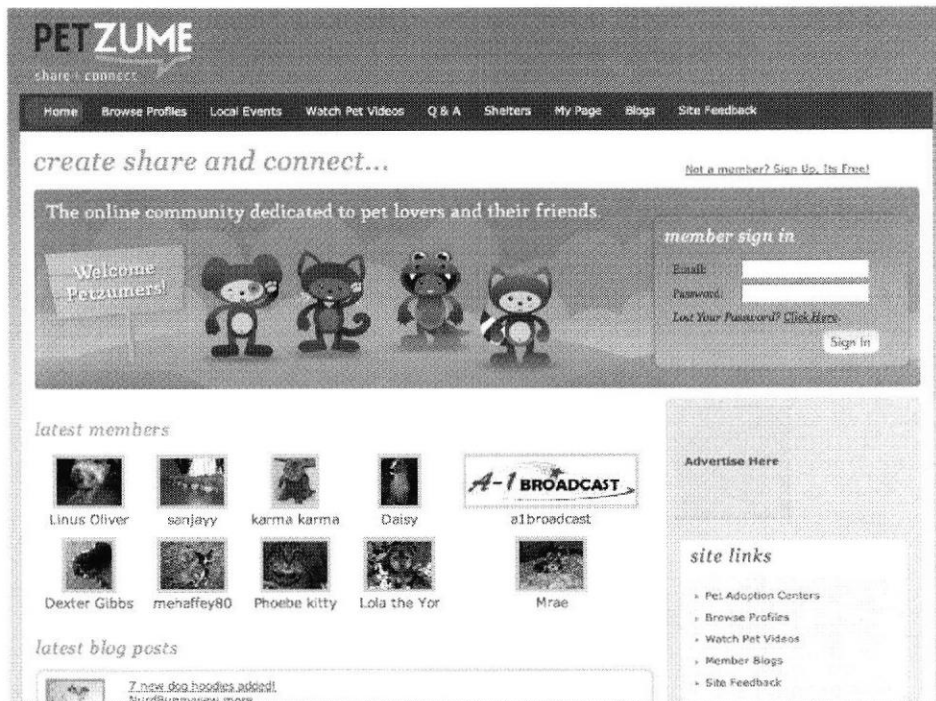 PETZUME
share + connect
Home Browse Profiles Local Events Watch Pet Videos Q & A Shelters My Page Blogs Site Feedback
create share and connect...
Not a member? Sign Up, Its Free!
The online community dedicated to pet lovers and their friends.
Welcome
Petzumers!
member sign in
Email:
Password:
Lost Your Password? Click Here.
Sign In
latest members
Linus Oliver sanjayy karma karma Daisy a1broadcast
A-1 BROADCAST
Dexter Gibbs mehaffey80 Phoebe kitty Lola the Yor Mrae
Advertise Here
site links
Pet Adoption Centers
Browse Profiles
Watch Pet Videos
Member Blogs
Site Feedback
latest blog posts
7 new dog hoodies added!